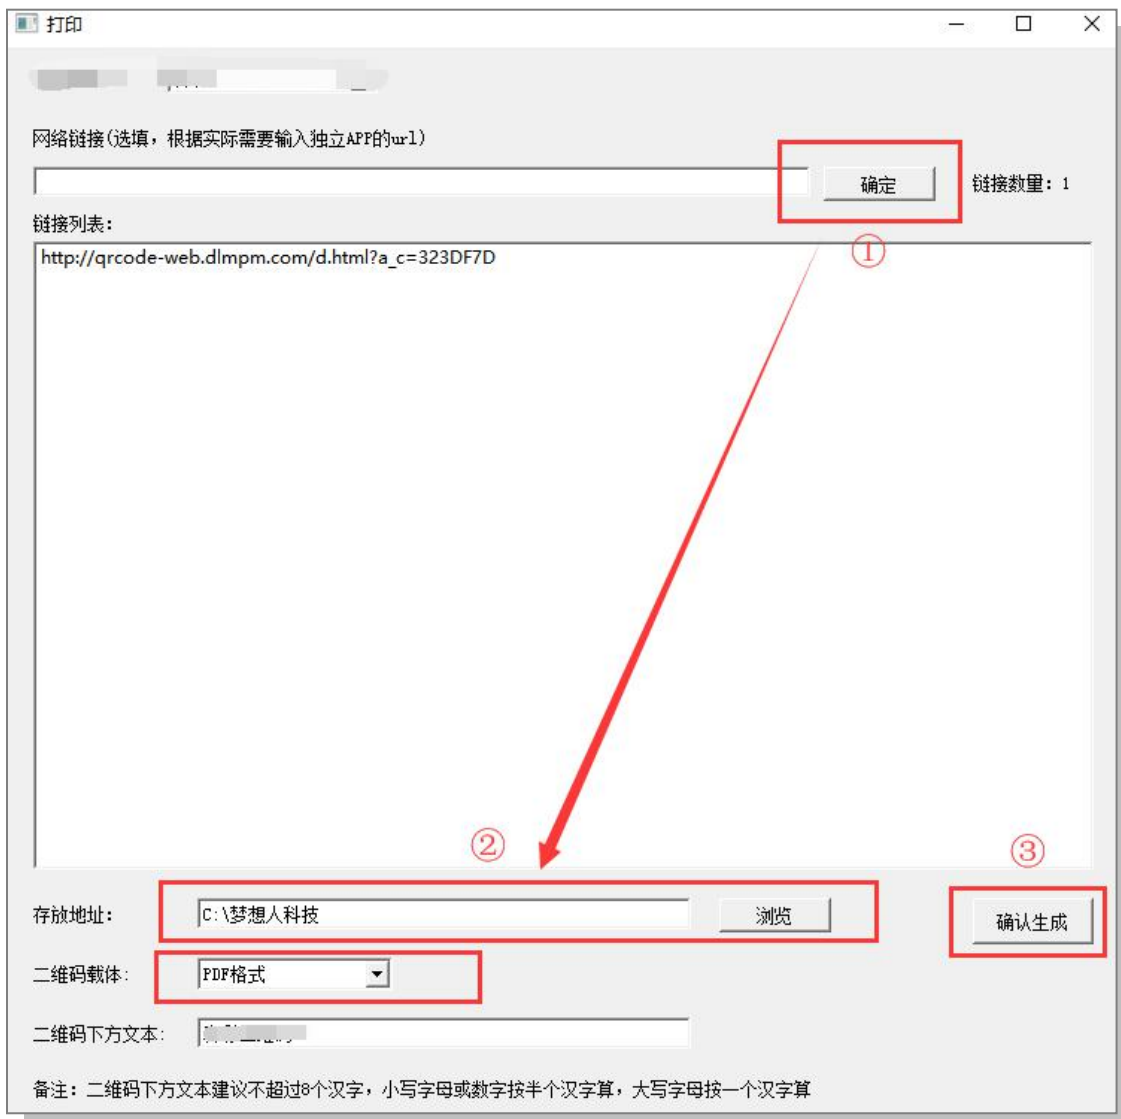 打印
网络链接(选填，根据实际需要输入独立APP的url)
确定
链接数量：1
链接列表：
①
http://qrcode-web.dlmpm.com/d.html?a_c=323DF7D
②
③
存放地址：
C:\梦想人科技
浏览
确认生成
二维码载体:
PDF格式
二维码下方文本:
备注：二维码下方文本建议不超过8个汉字，小写字母或数字按半个汉字算，大写字母按一个汉字算